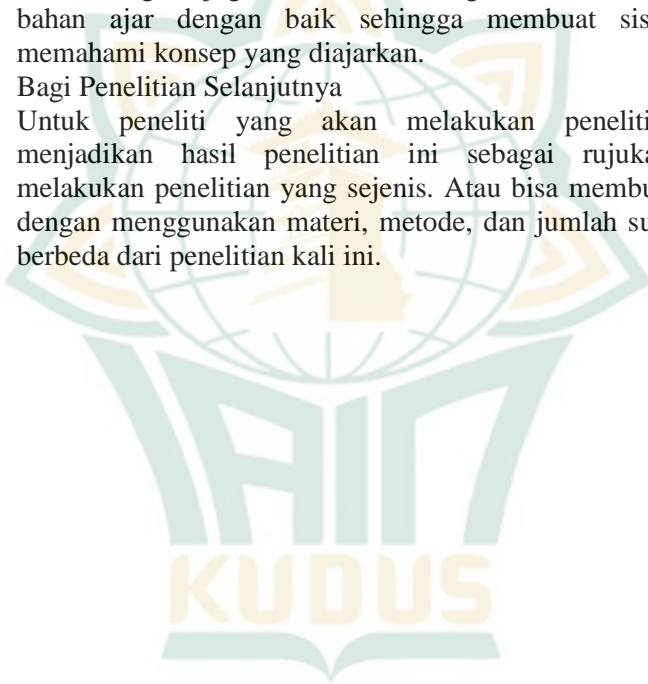 bahan ajar dengan baik sehingga membuat sis
memahami konsep yang diajarkan.
Bagi Penelitian Selanjutnya
Untuk peneliti yang akan melakukan peneliti
menjadikan hasil penelitian ini sebagai rujuka
melakukan penelitian yang sejenis. Atau bisa membu
dengan menggunakan materi, metode, dan jumlah su
berbeda dari penelitian kali ini.
IAIN
KUDUS